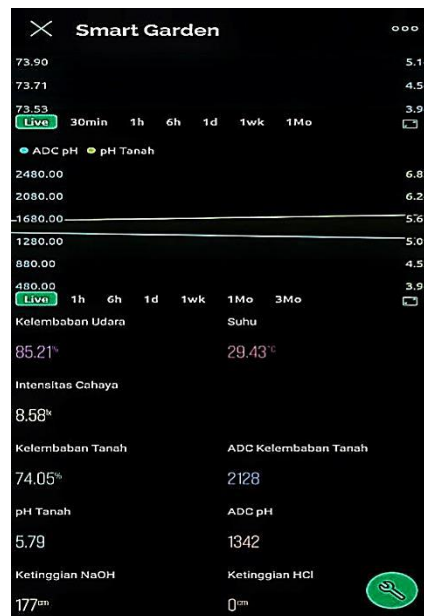 Smart Garden
73.90 5.1
73.71 4.5
73.53 3.9
Live 30min 1h 6h 1d 1wk 1Mo
ADC pH pH Tanah
2480.00 6.8
2080.00 6.2
1680.00 5.6
1280.00 5.0
880.00 4.5
480.00 3.9
Live 1h 6h 1d 1wk 1Mo 3Mo
Kelembaban Udara Suhu
85.21% 29.43°C
Intensitas Cahaya
8.58lx
Kelembaban Tanah ADC Kelembaban Tanah
74.05% 2128
pH Tanah ADC pH
5.79 1342
Ketinggian NaOH Ketinggian HCl
177cm 0cm